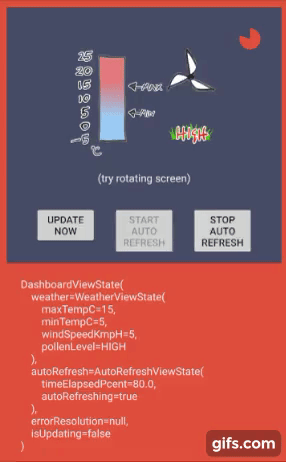 25
20
15
10
5
0
-5
°C
MAX
MIN
HIGH
(try rotating screen)
UPDATE
NOW
START
AUTO
REFRESH
STOP
AUTO
REFRESH
DashboardViewState(
weather=WeatherViewState(
maxTempC=15,
minTempC=5,
windSpeedKmpH=5,
pollenLevel=HIGH
),
autoRefresh=AutoRefreshViewState(
timeElapsedPcent=80.0,
autoRefreshing=true
),
errorResolution=null,
isUpdating=false
)
gifs.com